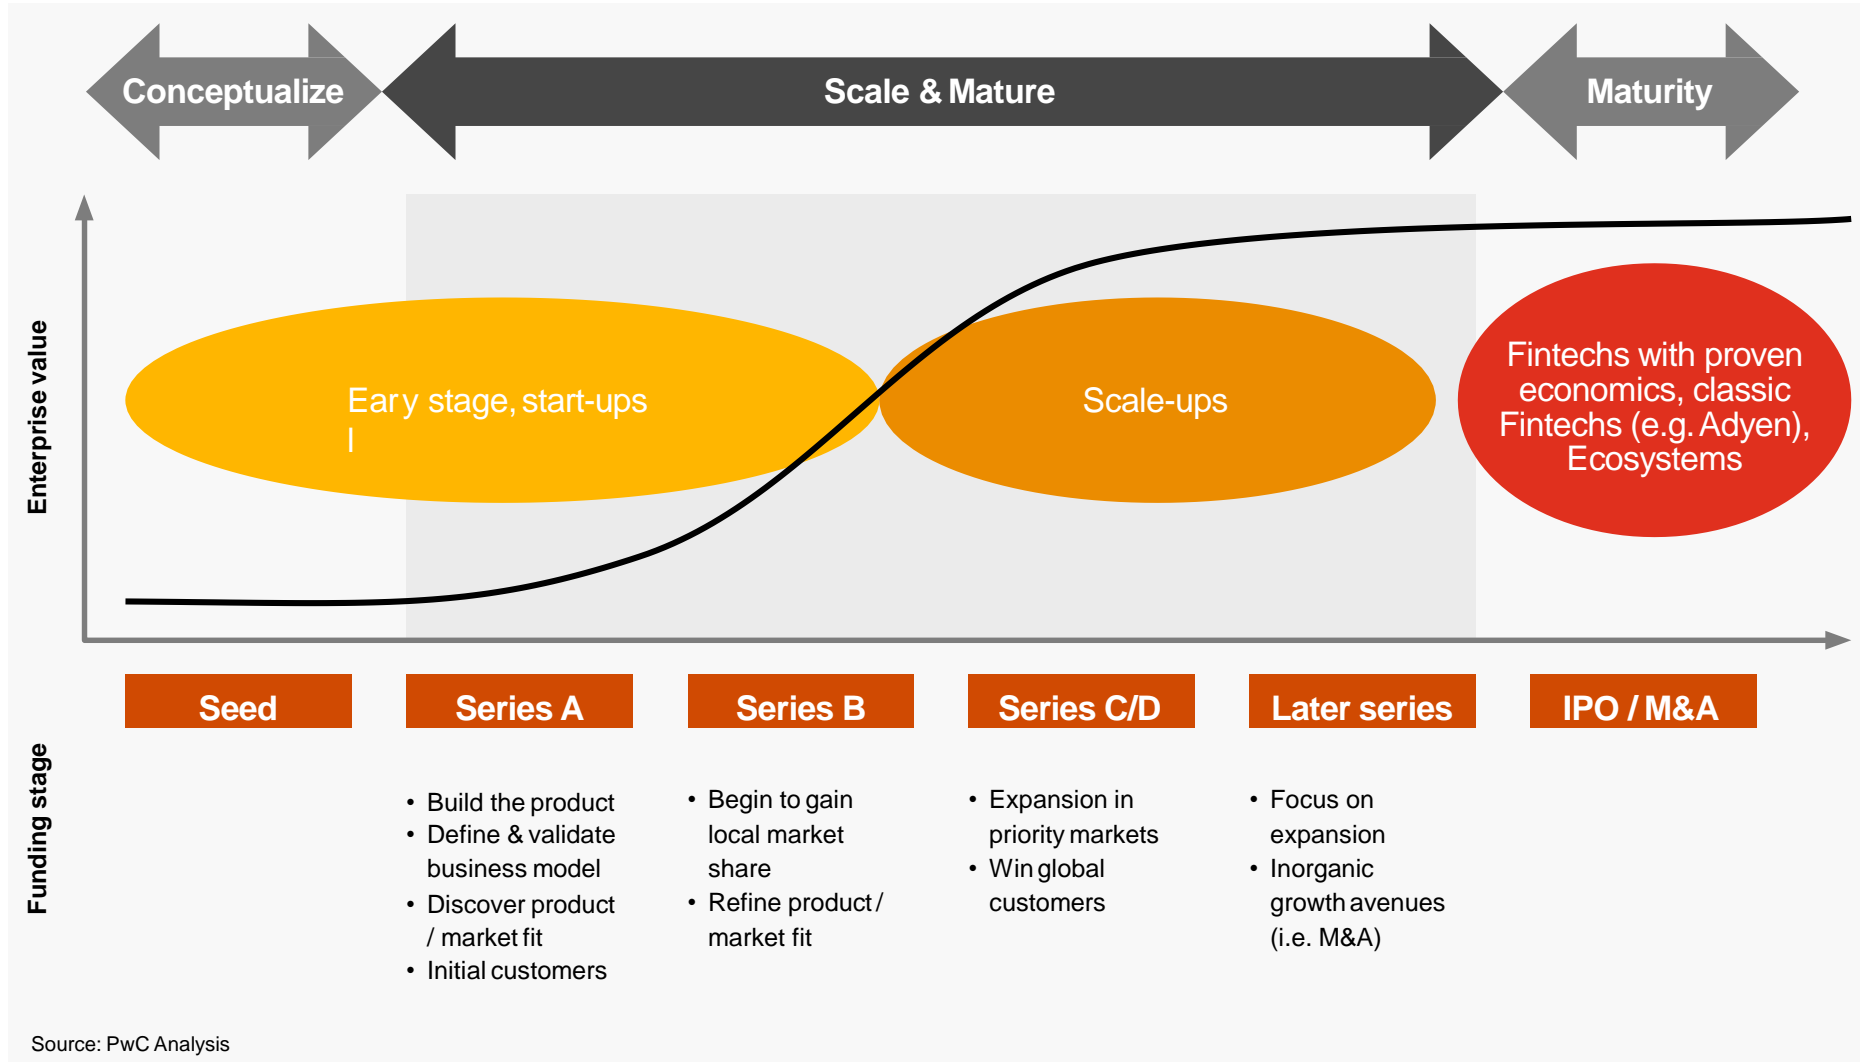 Conceptualize
Scale & Mature
Maturity
Enterprise value
Eary stage, start-ups
l
Scale-ups
Fintechs with proven
economics, classic
Fintechs (e.g. Adyen),
Ecosystems
Funding stage
Seed
Series A
Series B
Series C/D
Later series
IPO / M&A
• Build the product
• Define & validate
business model
• Discover product
/ market fit
• Initial customers
• Begin to gain
local market
share
• Refine product /
market fit
• Expansion in
priority markets
• Win global
customers
• Focus on
expansion
• Inorganic
growth avenues
(i.e. M&A)
Source: PwC Analysis